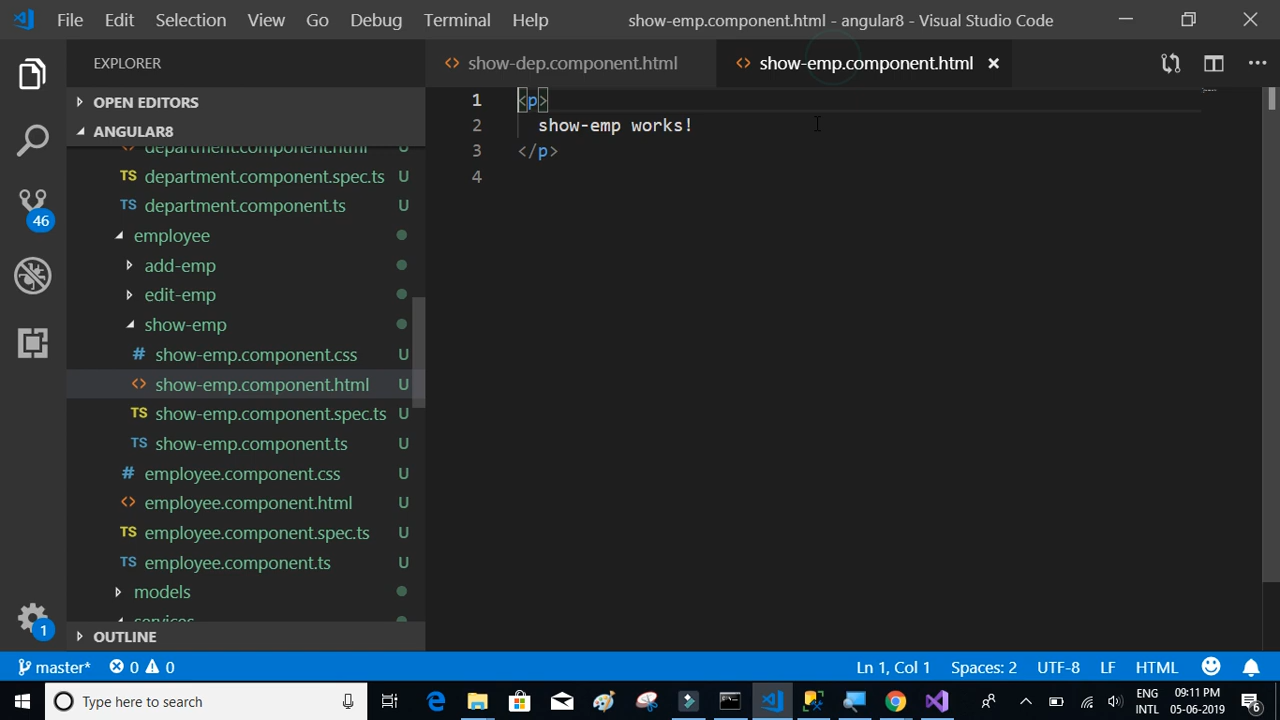 File Edit Selection View Go Debug Terminal Help show-emp.component.html - angular8 - Visual Studio Code
EXPLORER
OPEN EDITORS
ANGULAR8
department.component.html
department.component.spec.ts U
department.component.ts U
employee
add-emp
edit-emp
show-emp
show-emp.component.css U
show-emp.component.html U
show-emp.component.spec.ts U
show-emp.component.ts U
employee.component.css U
employee.component.html U
employee.component.spec.ts U
employee.component.ts U
models
services
OUTLINE
46
1
show-dep.component.html
show-emp.component.html
1 <p>
2 show-emp works!
3 </p>
4
master* 0 0 Ln 1, Col 1 Spaces: 2 UTF-8 LF HTML
Type here to search
ENG 09:11 PM
INTL 05-06-2019
6